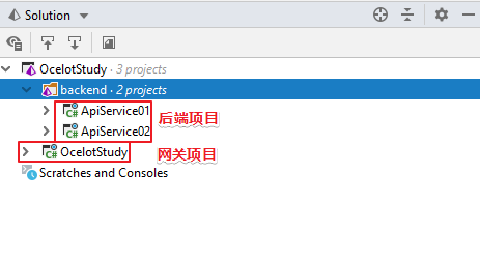 Solution
OcelotStudy · 3 projects
backend · 2 projects
ApiService01
后端项目
ApiService02
OcelotStudy
网关项目
Scratches and Consoles